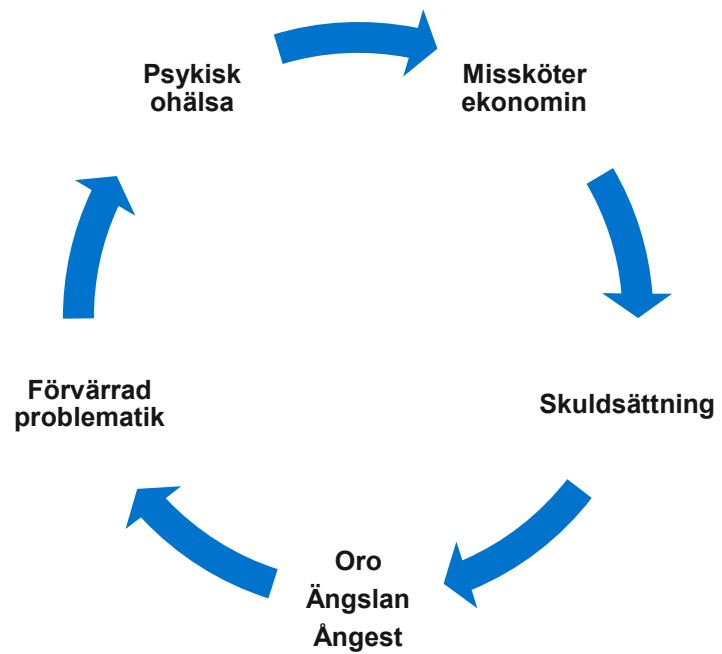 Psykisk
ohälsa
Missköter
ekonomin
Skuldsättning
Oro
Ängslan
Ångest
Förvärrad
problematik